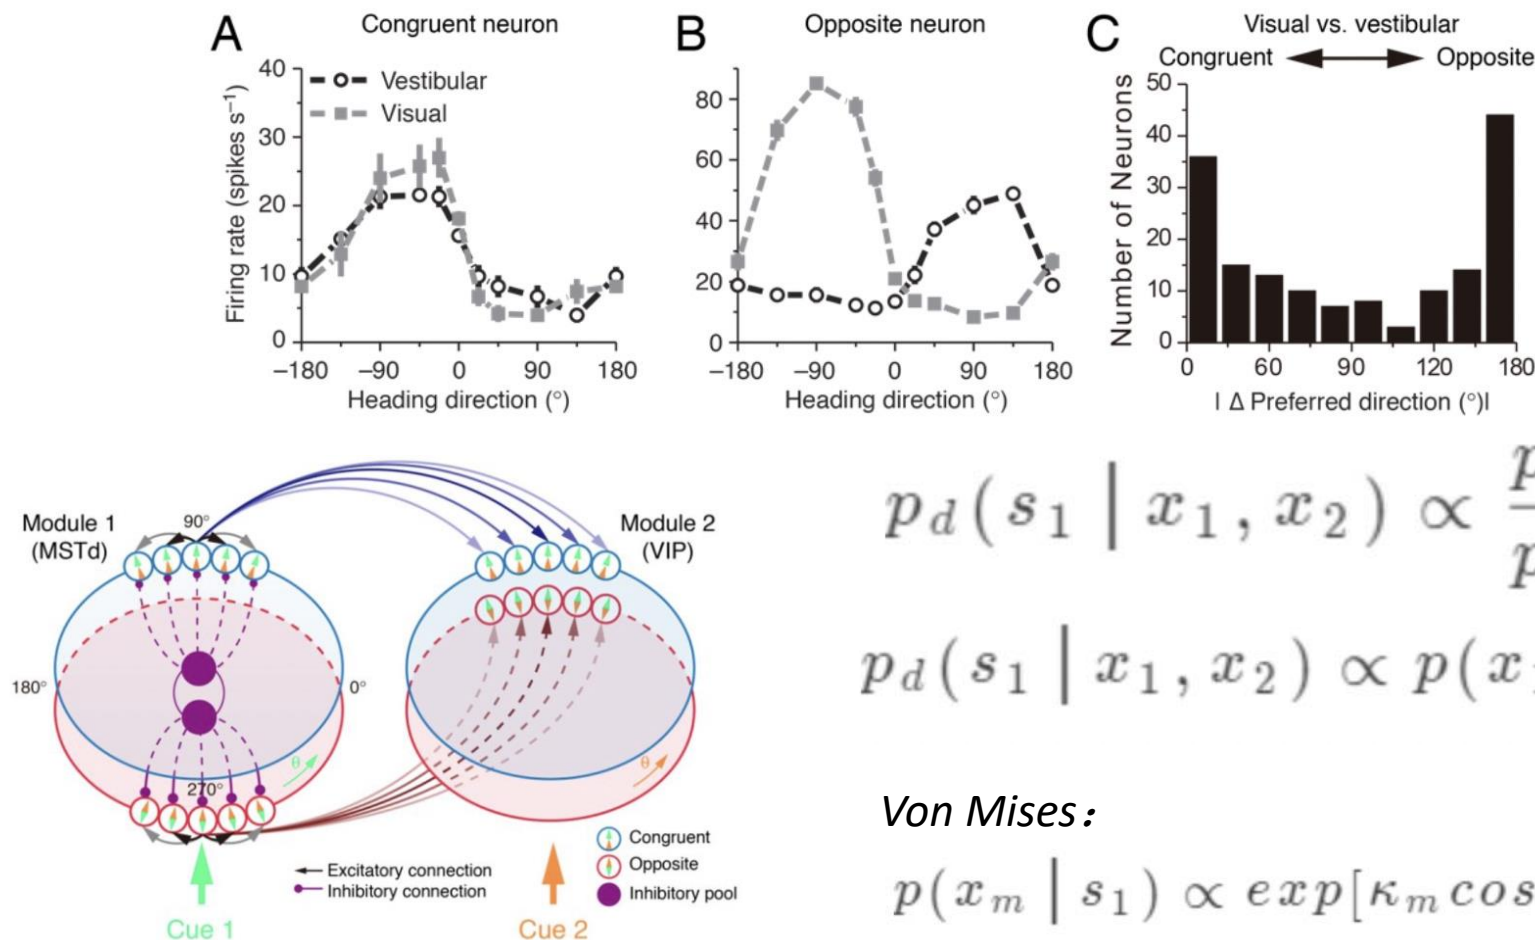 A
Congruent neuron
Vestibular
Visual
Firing rate (spikes s⁻¹)
40
30
20
10
0
−180 −90 0 90 180
Heading direction (°)
B
Opposite neuron
80
60
40
20
0
−180 −90 0 90 180
Heading direction (°)
C
Visual vs. vestibular
Congruent Opposite
Number of Neurons
50
40
30
20
10
0
0 60 90 120 180
| Δ Preferred direction (°)|
Module 1
(MSTd)
90°
180°
0°
270°
θ
Module 2
(VIP)
θ
Excitatory connection
Inhibitory connection
Congruent
Opposite
Inhibitory pool
Cue 1
Cue 2
p_d(s_1 | x_1, x_2) ∝ p
p
p_d(s_1 | x_1, x_2) ∝ p(x
Von Mises：
p(x_m | s_1) ∝ exp[κ_m cos